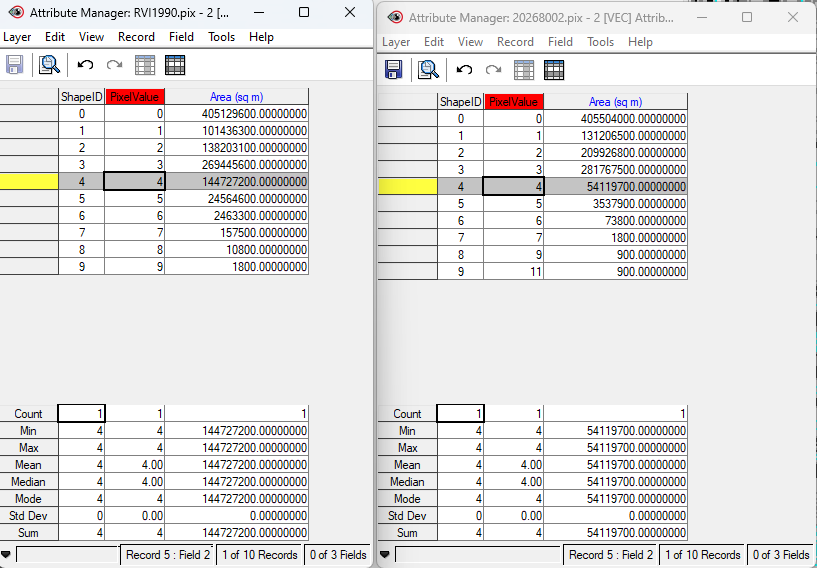 Attribute Manager: RVI1990.pix - 2 [...
Layer Edit View Record Field Tools Help
ShapeID PixelValue Area (sq m)
0 0 405129600.00000000
1 1 101436300.00000000
2 2 138203100.00000000
3 3 269445600.00000000
4 4 144727200.00000000
5 5 24564600.00000000
6 6 2463300.00000000
7 7 157500.00000000
8 8 10800.00000000
9 9 1800.00000000
Count 1 1 1
Min 4 4 144727200.00000000
Max 4 4 144727200.00000000
Mean 4 4.00 144727200.00000000
Median 4 4.00 144727200.00000000
Mode 4 4 144727200.00000000
Std Dev 0 0.00 0.00000000
Sum 4 4 144727200.00000000
Record 5 : Field 2 1 of 10 Records 0 of 3 Fields
Attribute Manager: 20268002.pix - 2 [VEC] Attrib...
Layer Edit View Record Field Tools Help
ShapeID PixelValue Area (sq m)
0 0 405504000.00000000
1 1 131206500.00000000
2 2 209926800.00000000
3 3 281767500.00000000
4 4 54119700.00000000
5 5 3537900.00000000
6 6 73800.00000000
7 7 1800.00000000
8 9 900.00000000
9 11 900.00000000
Count 1 1 1
Min 4 4 54119700.00000000
Max 4 4 54119700.00000000
Mean 4 4.00 54119700.00000000
Median 4 4.00 54119700.00000000
Mode 4 4 54119700.00000000
Std Dev 0 0.00 0.00000000
Sum 4 4 54119700.00000000
Record 5 : Field 2 1 of 10 Records 0 of 3 Fields